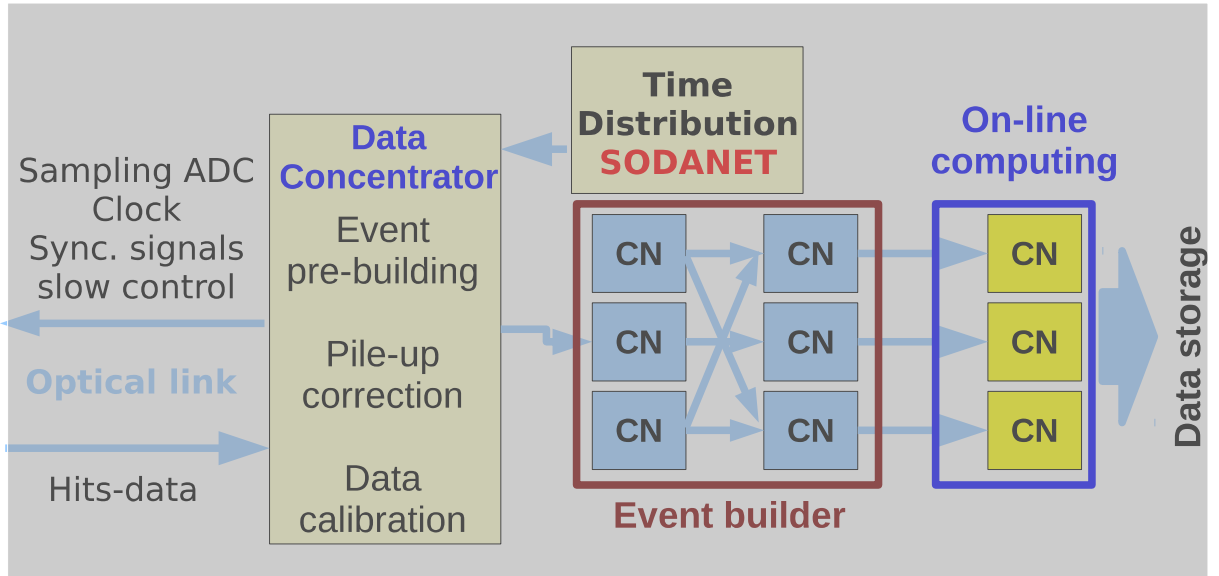 Time
Distribution
SODANET
Data
Concentrator
Event
pre-building
Pile-up
correction
Data
calibration
Sampling ADC
Clock
Sync. signals
slow control
Optical link
Hits-data
On-line
computing
CN CN CN
CN CN CN
CN CN CN
Event builder
Data storage